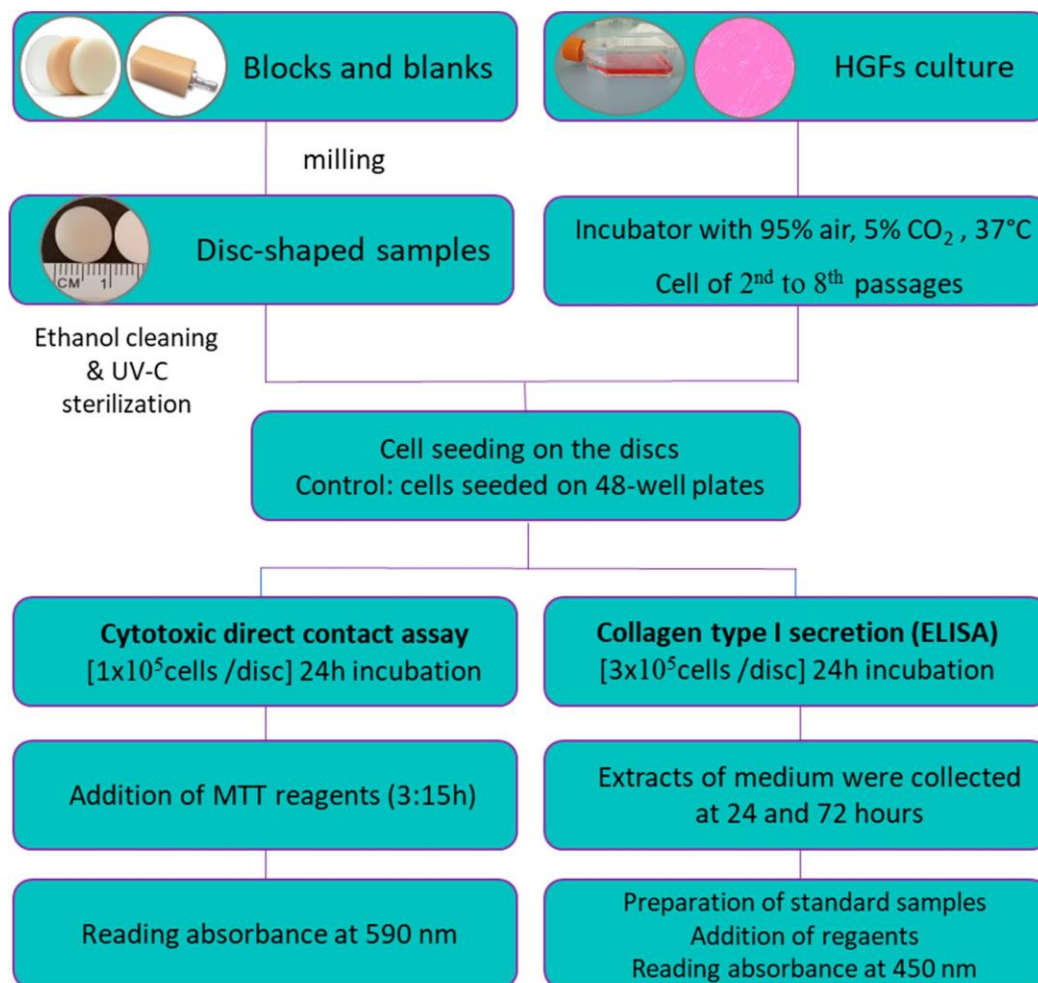 Blocks and blanks
HGFs culture
milling
Disc-shaped samples
CM 1
Incubator with 95% air, 5% CO₂ , 37°C
Cell of 2ⁿᵈ to 8ᵗʰ passages
Ethanol cleaning
& UV-C
sterilization
Cell seeding on the discs
Control: cells seeded on 48-well plates
Cytotoxic direct contact assay
[1x10⁵cells /disc] 24h incubation
Collagen type I secretion (ELISA)
[3x10⁵cells /disc] 24h incubation
Addition of MTT reagents (3:15h)
Extracts of medium were collected
at 24 and 72 hours
Reading absorbance at 590 nm
Preparation of standard samples
Addition of regaents
Reading absorbance at 450 nm